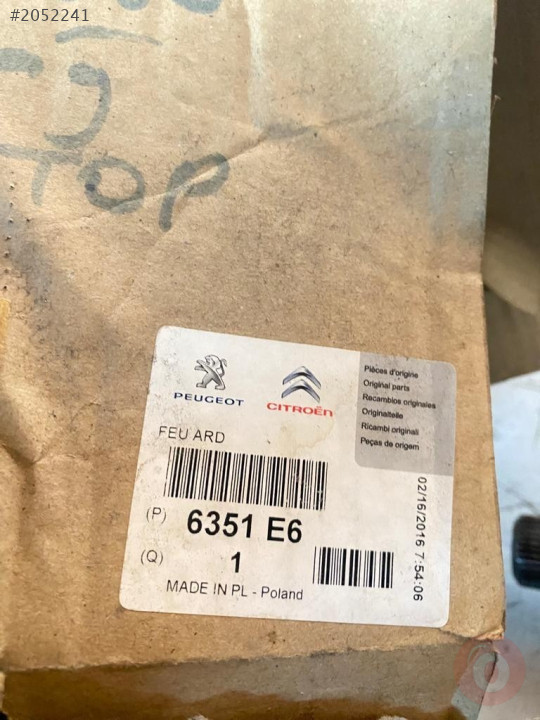 #2052241
TOP
PEUGEOT
CITROËN
Pièces d'origine
Original parts
Recambios originales
Originalteile
Ricambi originali
Peças de origem
FEU ARD
(P) 6351 E6
(Q) 1
MADE IN PL - Poland
02/16/2016 7:54:06